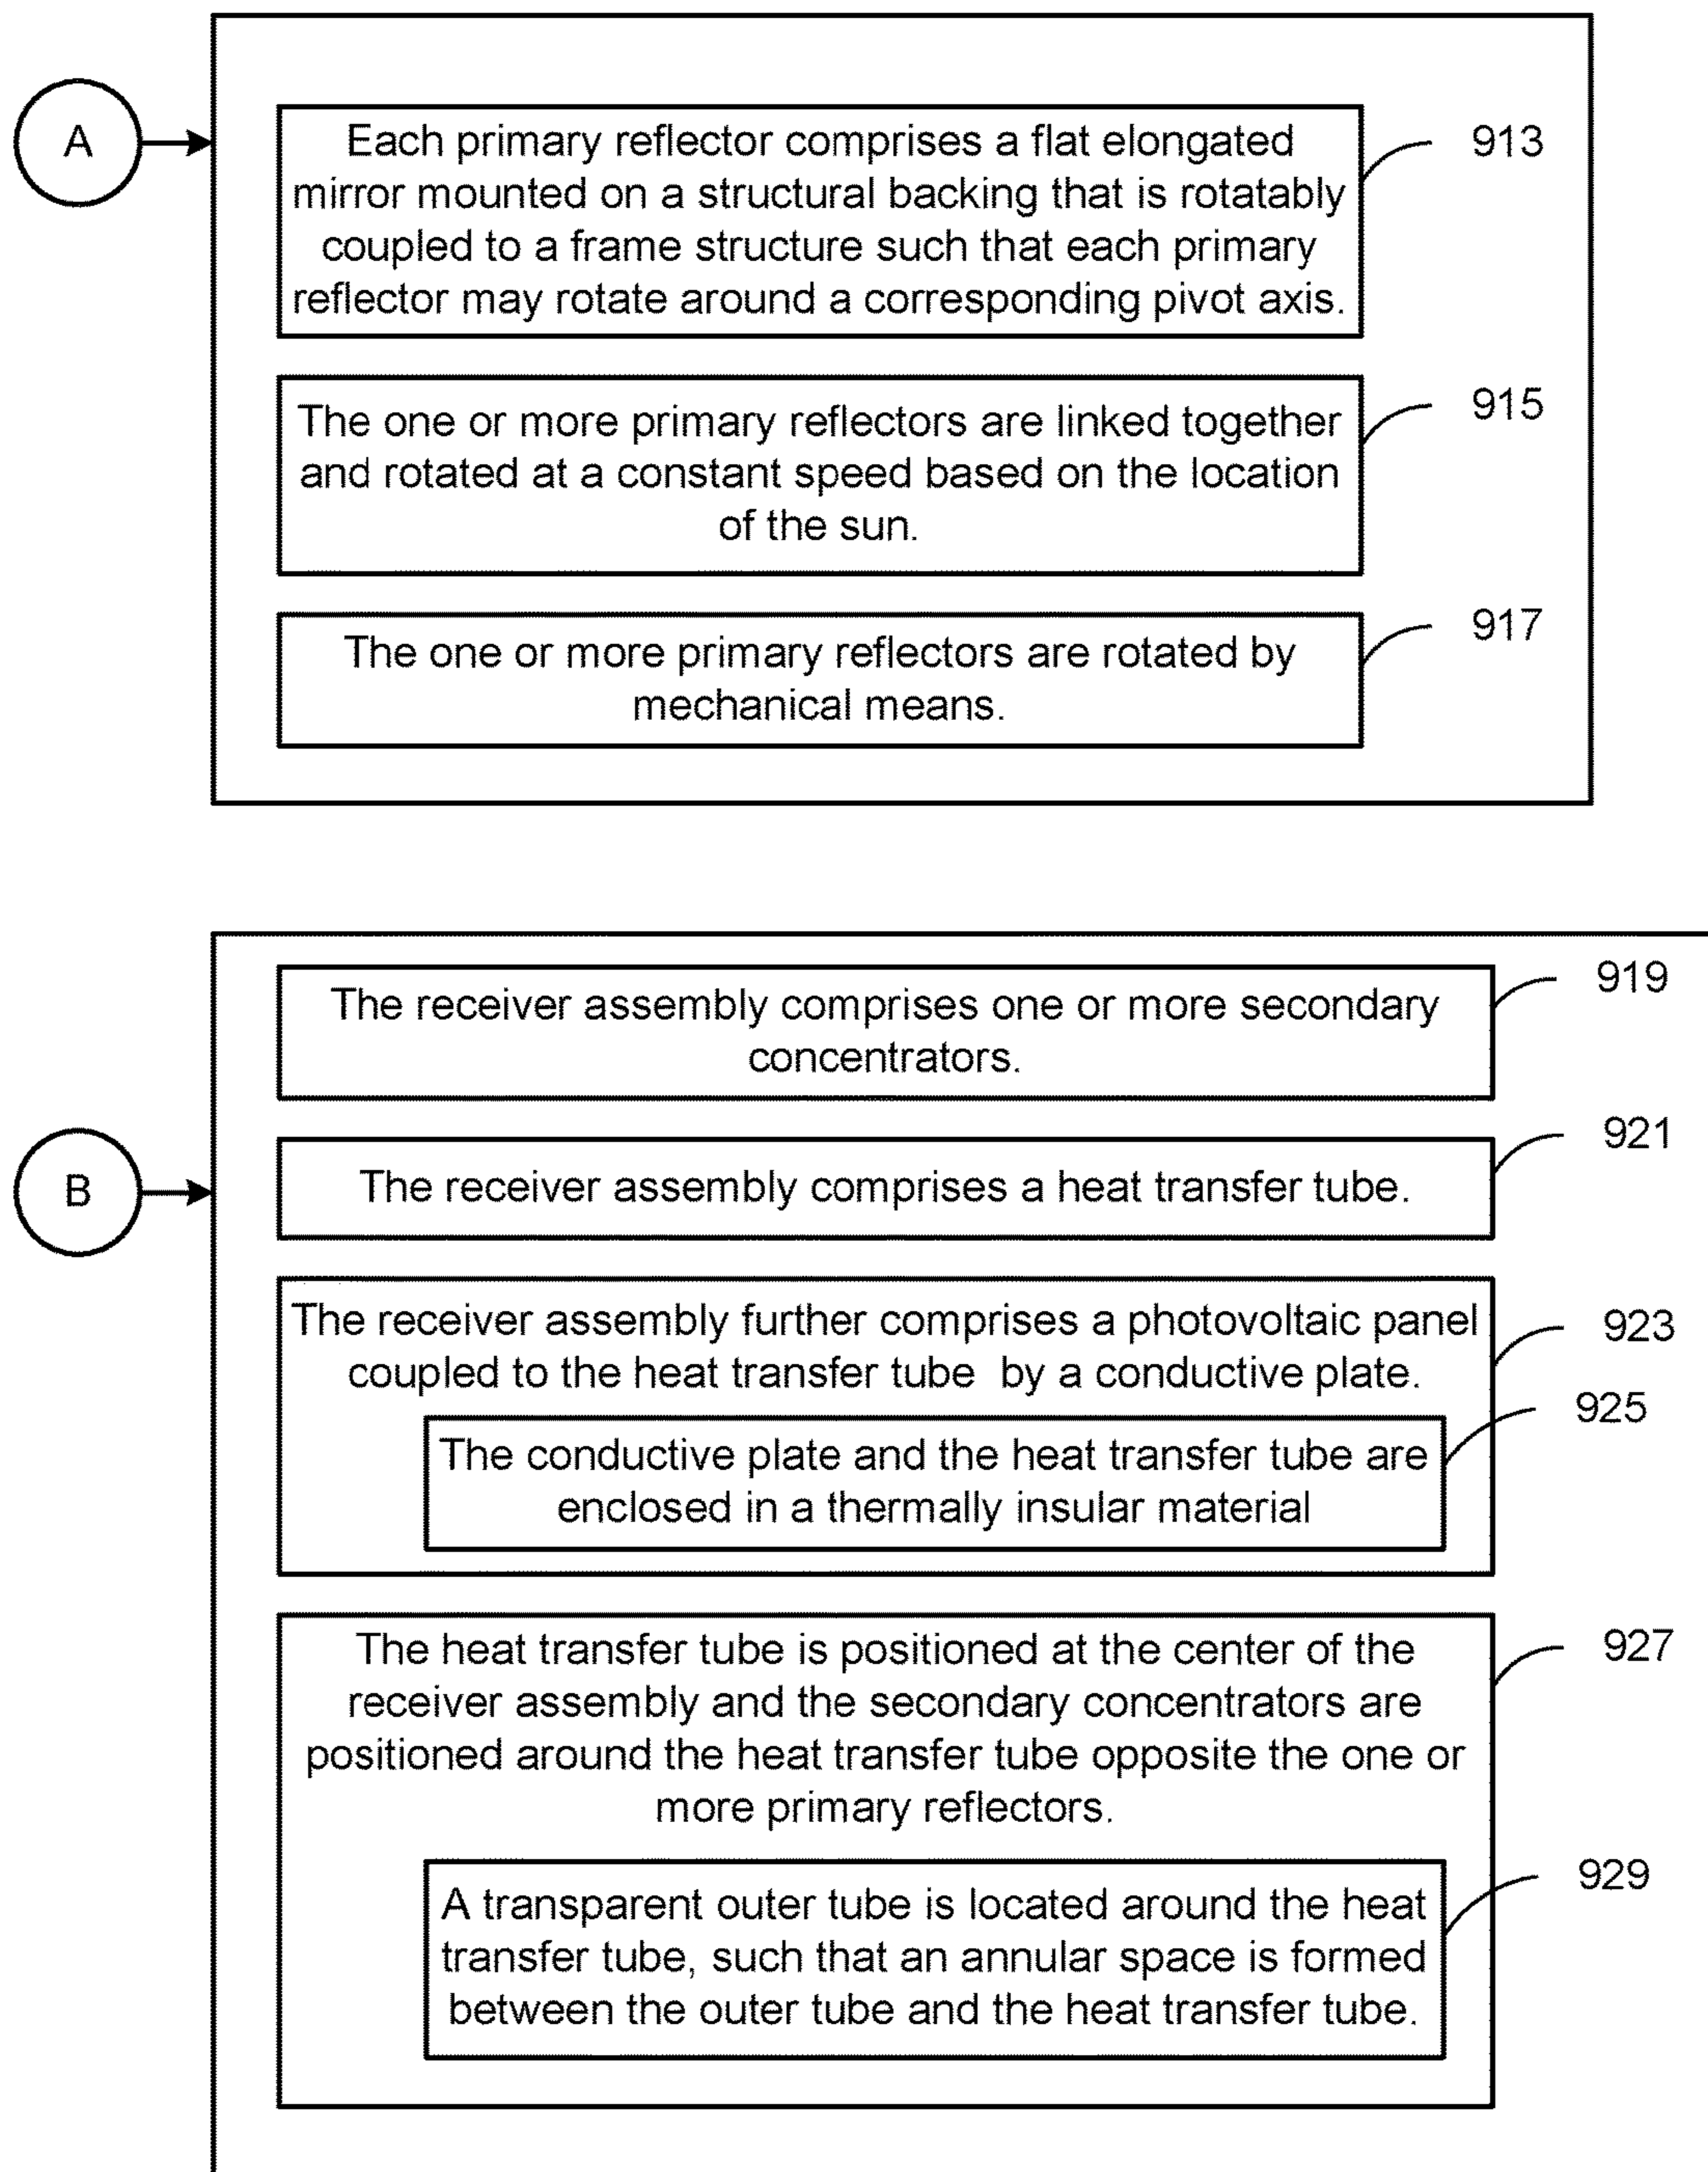 A
Each primary reflector comprises a flat elongated
mirror mounted on a structural backing that is rotatably
coupled to a frame structure such that each primary
reflector may rotate around a corresponding pivot axis.
913
The one or more primary reflectors are linked together
and rotated at a constant speed based on the location
of the sun.
915
The one or more primary reflectors are rotated by
mechanical means.
917
B
The receiver assembly comprises one or more secondary
concentrators.
919
The receiver assembly comprises a heat transfer tube.
921
The receiver assembly further comprises a photovoltaic panel
coupled to the heat transfer tube by a conductive plate.
923
The conductive plate and the heat transfer tube are
enclosed in a thermally insular material
925
The heat transfer tube is positioned at the center of the
receiver assembly and the secondary concentrators are
positioned around the heat transfer tube opposite the one or
more primary reflectors.
927
A transparent outer tube is located around the heat
transfer tube, such that an annular space is formed
between the outer tube and the heat transfer tube.
929